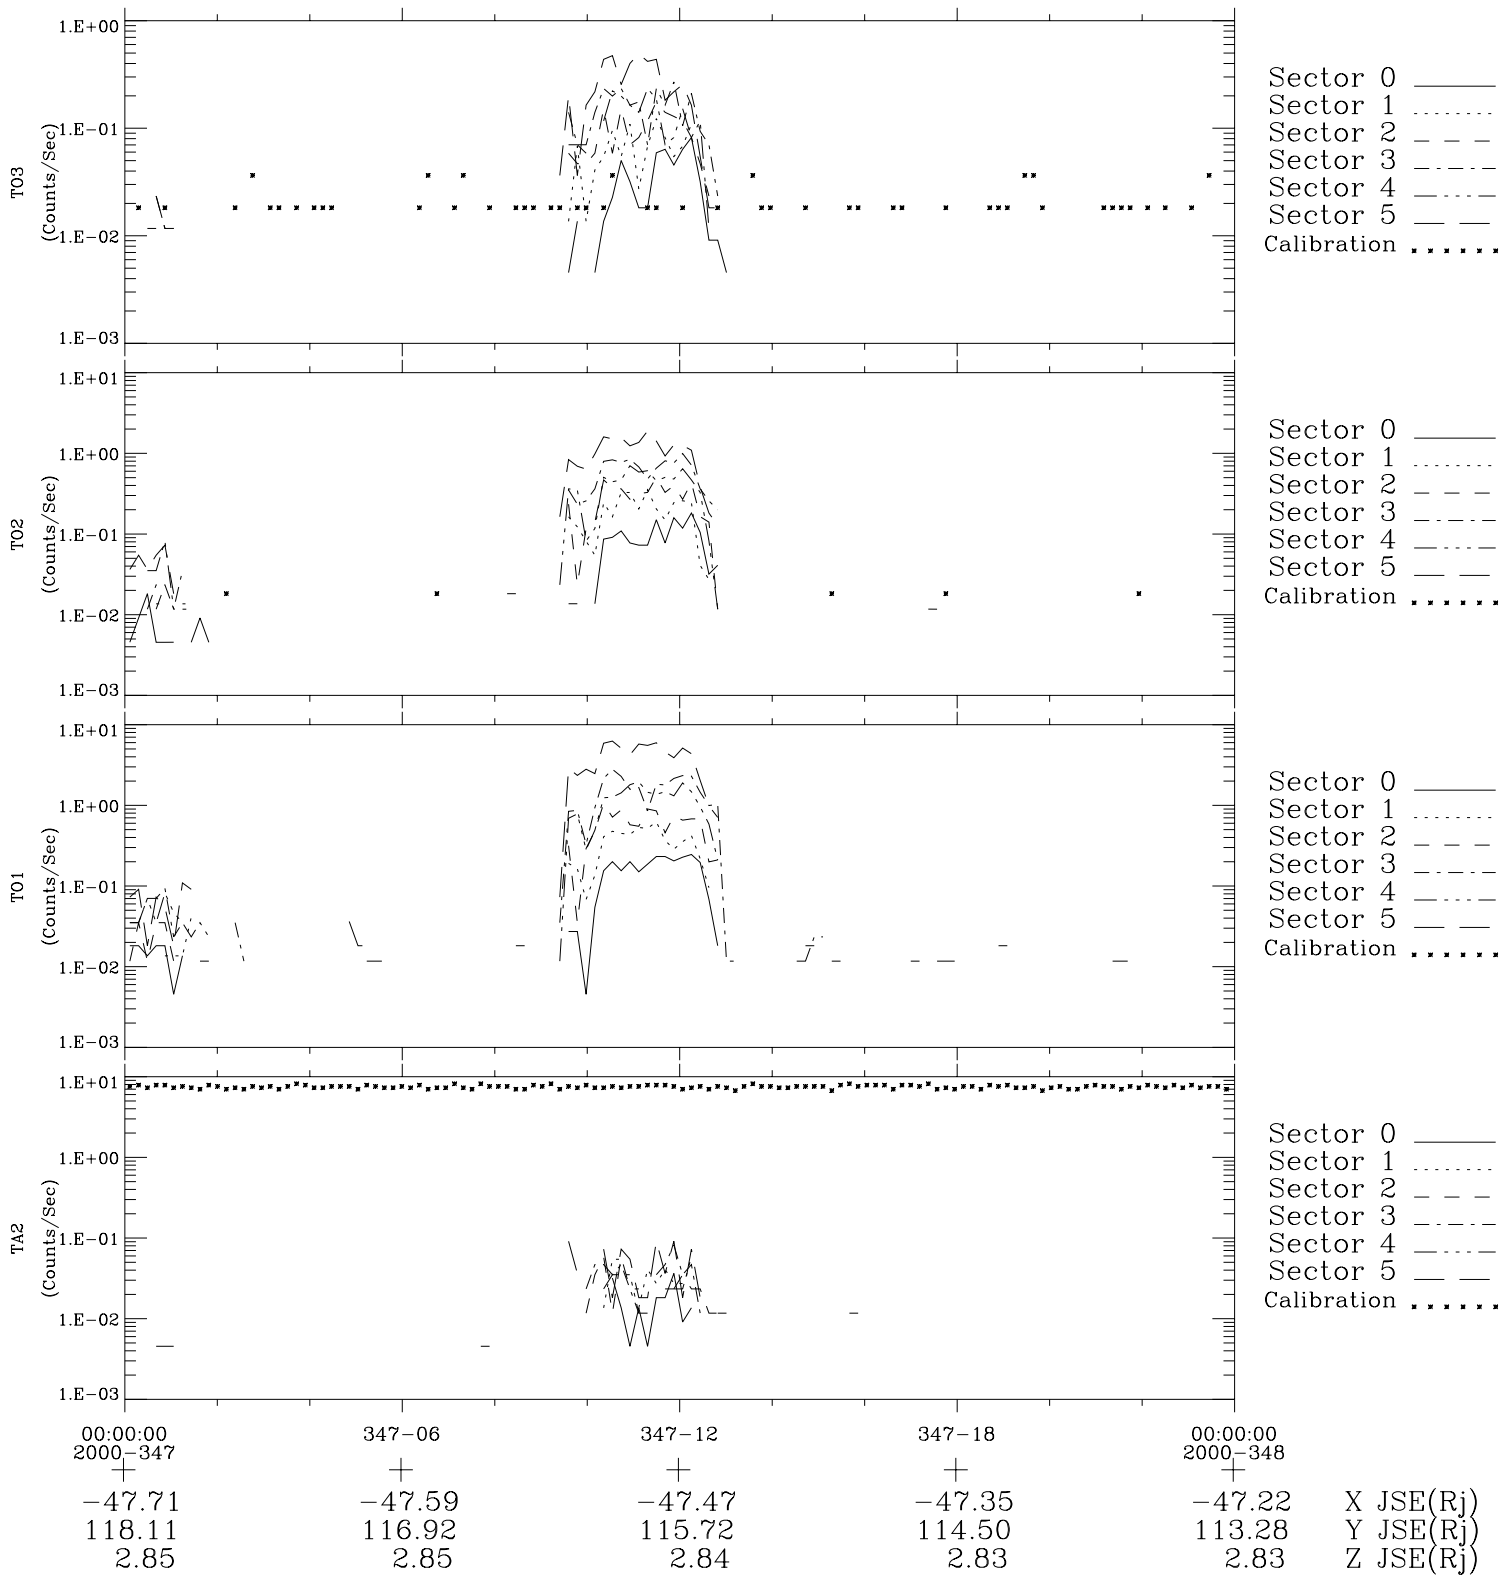 TO3
(Counts/Sec)
1.E+00
1.E-01
1.E-02
1.E-03
Sector 0
Sector 1
Sector 2
Sector 3
Sector 4
Sector 5
Calibration
TO2
(Counts/Sec)
1.E+01
1.E+00
1.E-01
1.E-02
1.E-03
Sector 0
Sector 1
Sector 2
Sector 3
Sector 4
Sector 5
Calibration
TO1
(Counts/Sec)
1.E+01
1.E+00
1.E-01
1.E-02
1.E-03
Sector 0
Sector 1
Sector 2
Sector 3
Sector 4
Sector 5
Calibration
TA2
(Counts/Sec)
1.E+01
1.E+00
1.E-01
1.E-02
1.E-03
Sector 0
Sector 1
Sector 2
Sector 3
Sector 4
Sector 5
Calibration
00:00:00 347-06 347-12 347-18 00:00:00
2000-347 2000-348
-47.71 -47.59 -47.47 -47.35 -47.22 X JSE(Rj)
118.11 116.92 115.72 114.50 113.28 Y JSE(Rj)
2.85 2.85 2.84 2.83 2.83 Z JSE(Rj)